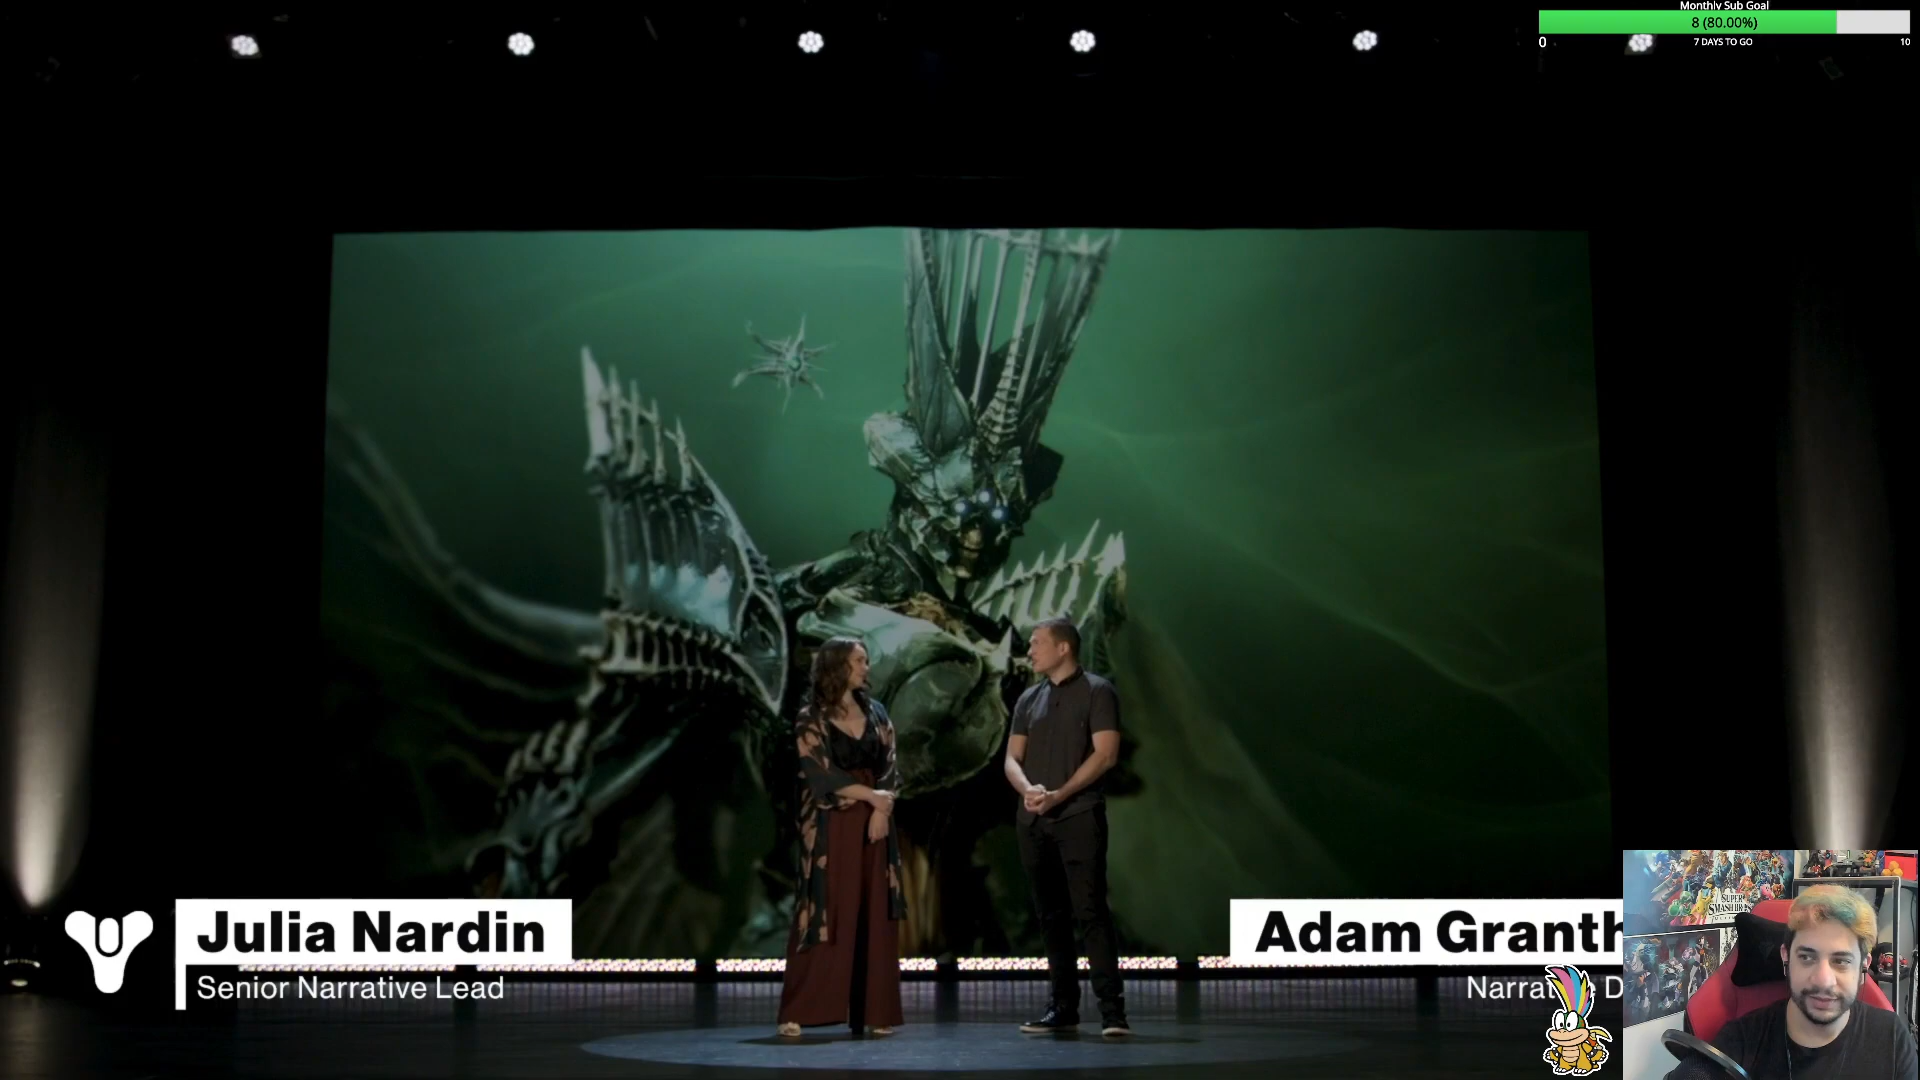 Monthly Sub Goal
8 (80.00%)
0
7 DAYS TO GO
10
Julia Nardin
Senior Narrative Lead
Adam Granth
Narrat
D
SUPER
SMASH BR